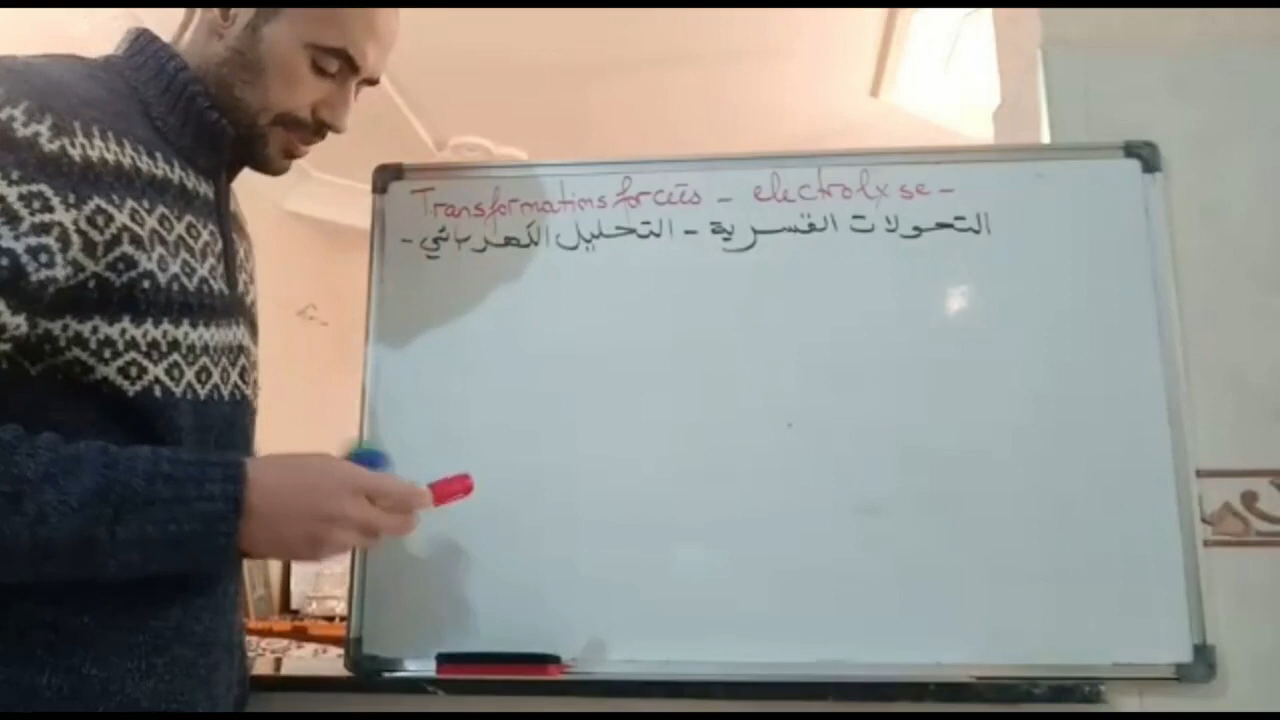 Transformations forcées - electrolyse -
التحولات القسرية - التحليل الكهربائي -